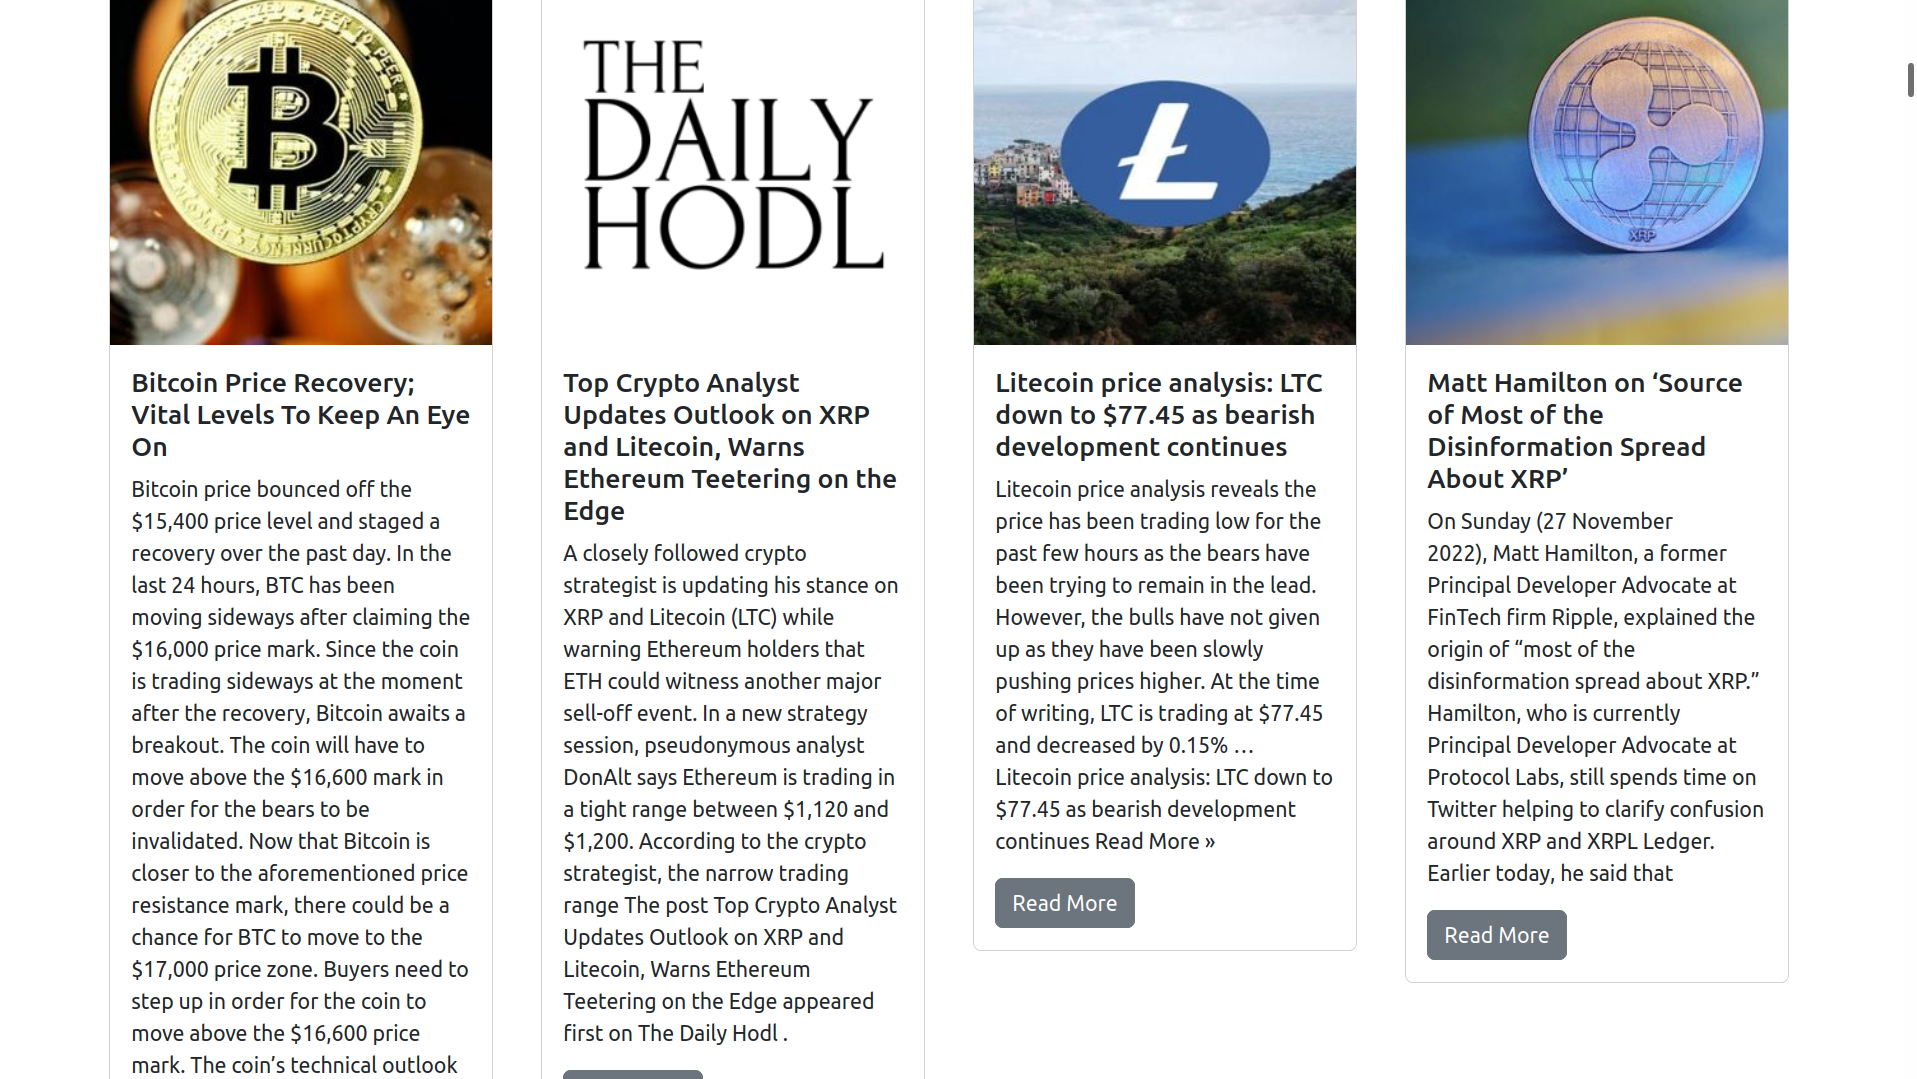 THE
DAILY
HODL
XRP
Bitcoin Price Recovery;
Vital Levels To Keep An Eye
On
Bitcoin price bounced off the
$15,400 price level and staged a
recovery over the past day. In the
last 24 hours, BTC has been
moving sideways after claiming the
$16,000 price mark. Since the coin
is trading sideways at the moment
after the recovery, Bitcoin awaits a
breakout. The coin will have to
move above the $16,600 mark in
order for the bears to be
invalidated. Now that Bitcoin is
closer to the aforementioned price
resistance mark, there could be a
chance for BTC to move to the
$17,000 price zone. Buyers need to
step up in order for the coin to
move above the $16,600 price
mark. The coin’s technical outlook
Top Crypto Analyst
Updates Outlook on XRP
and Litecoin, Warns
Ethereum Teetering on the
Edge
A closely followed crypto
strategist is updating his stance on
XRP and Litecoin (LTC) while
warning Ethereum holders that
ETH could witness another major
sell-off event. In a new strategy
session, pseudonymous analyst
DonAlt says Ethereum is trading in
a tight range between $1,120 and
$1,200. According to the crypto
strategist, the narrow trading
range The post Top Crypto Analyst
Updates Outlook on XRP and
Litecoin, Warns Ethereum
Teetering on the Edge appeared
first on The Daily Hodl .
Litecoin price analysis: LTC
down to $77.45 as bearish
development continues
Litecoin price analysis reveals the
price has been trading low for the
past few hours as the bears have
been trying to remain in the lead.
However, the bulls have not given
up as they have been slowly
pushing prices higher. At the time
of writing, LTC is trading at $77.45
and decreased by 0.15% …
Litecoin price analysis: LTC down to
$77.45 as bearish development
continues Read More »
Read More
Matt Hamilton on ‘Source
of Most of the
Disinformation Spread
About XRP’
On Sunday (27 November
2022), Matt Hamilton, a former
Principal Developer Advocate at
FinTech firm Ripple, explained the
origin of “most of the
disinformation spread about XRP.”
Hamilton, who is currently
Principal Developer Advocate at
Protocol Labs, still spends time on
Twitter helping to clarify confusion
around XRP and XRPL Ledger.
Earlier today, he said that
Read More